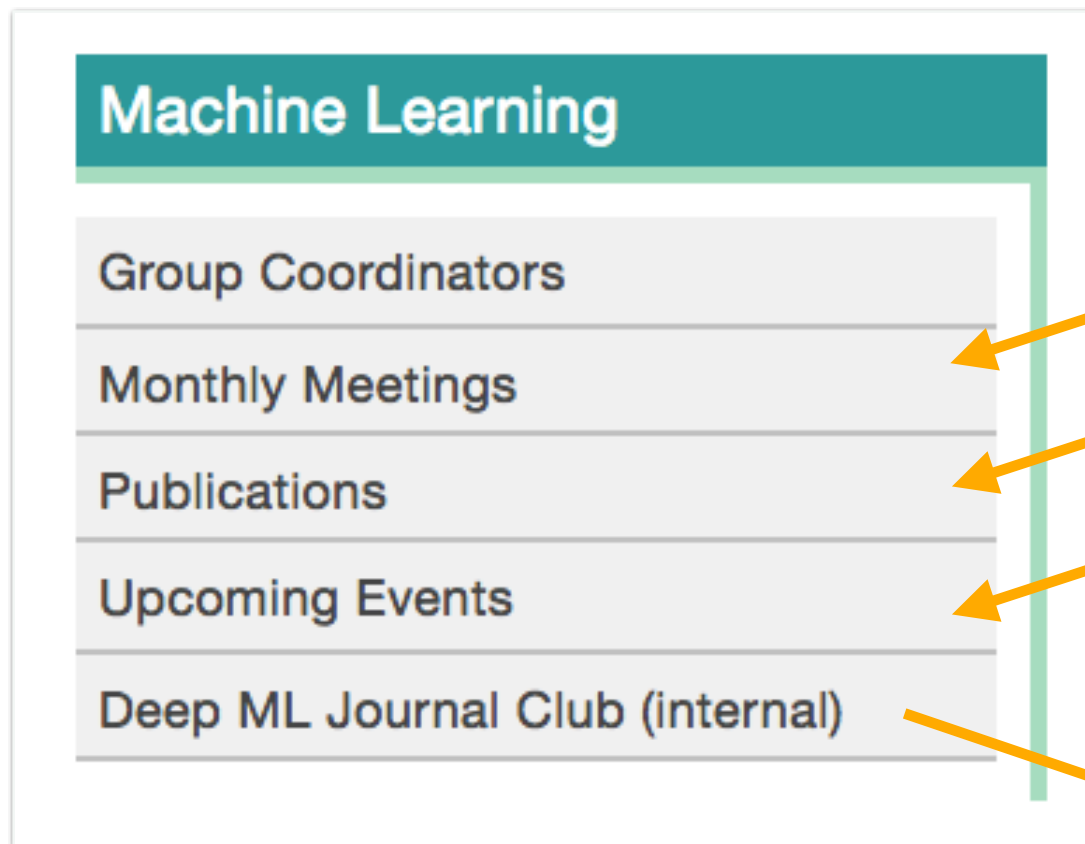 Machine Learning
Group Coordinators
Monthly Meetings
Publications
Upcoming Events
Deep ML Journal Club (internal)